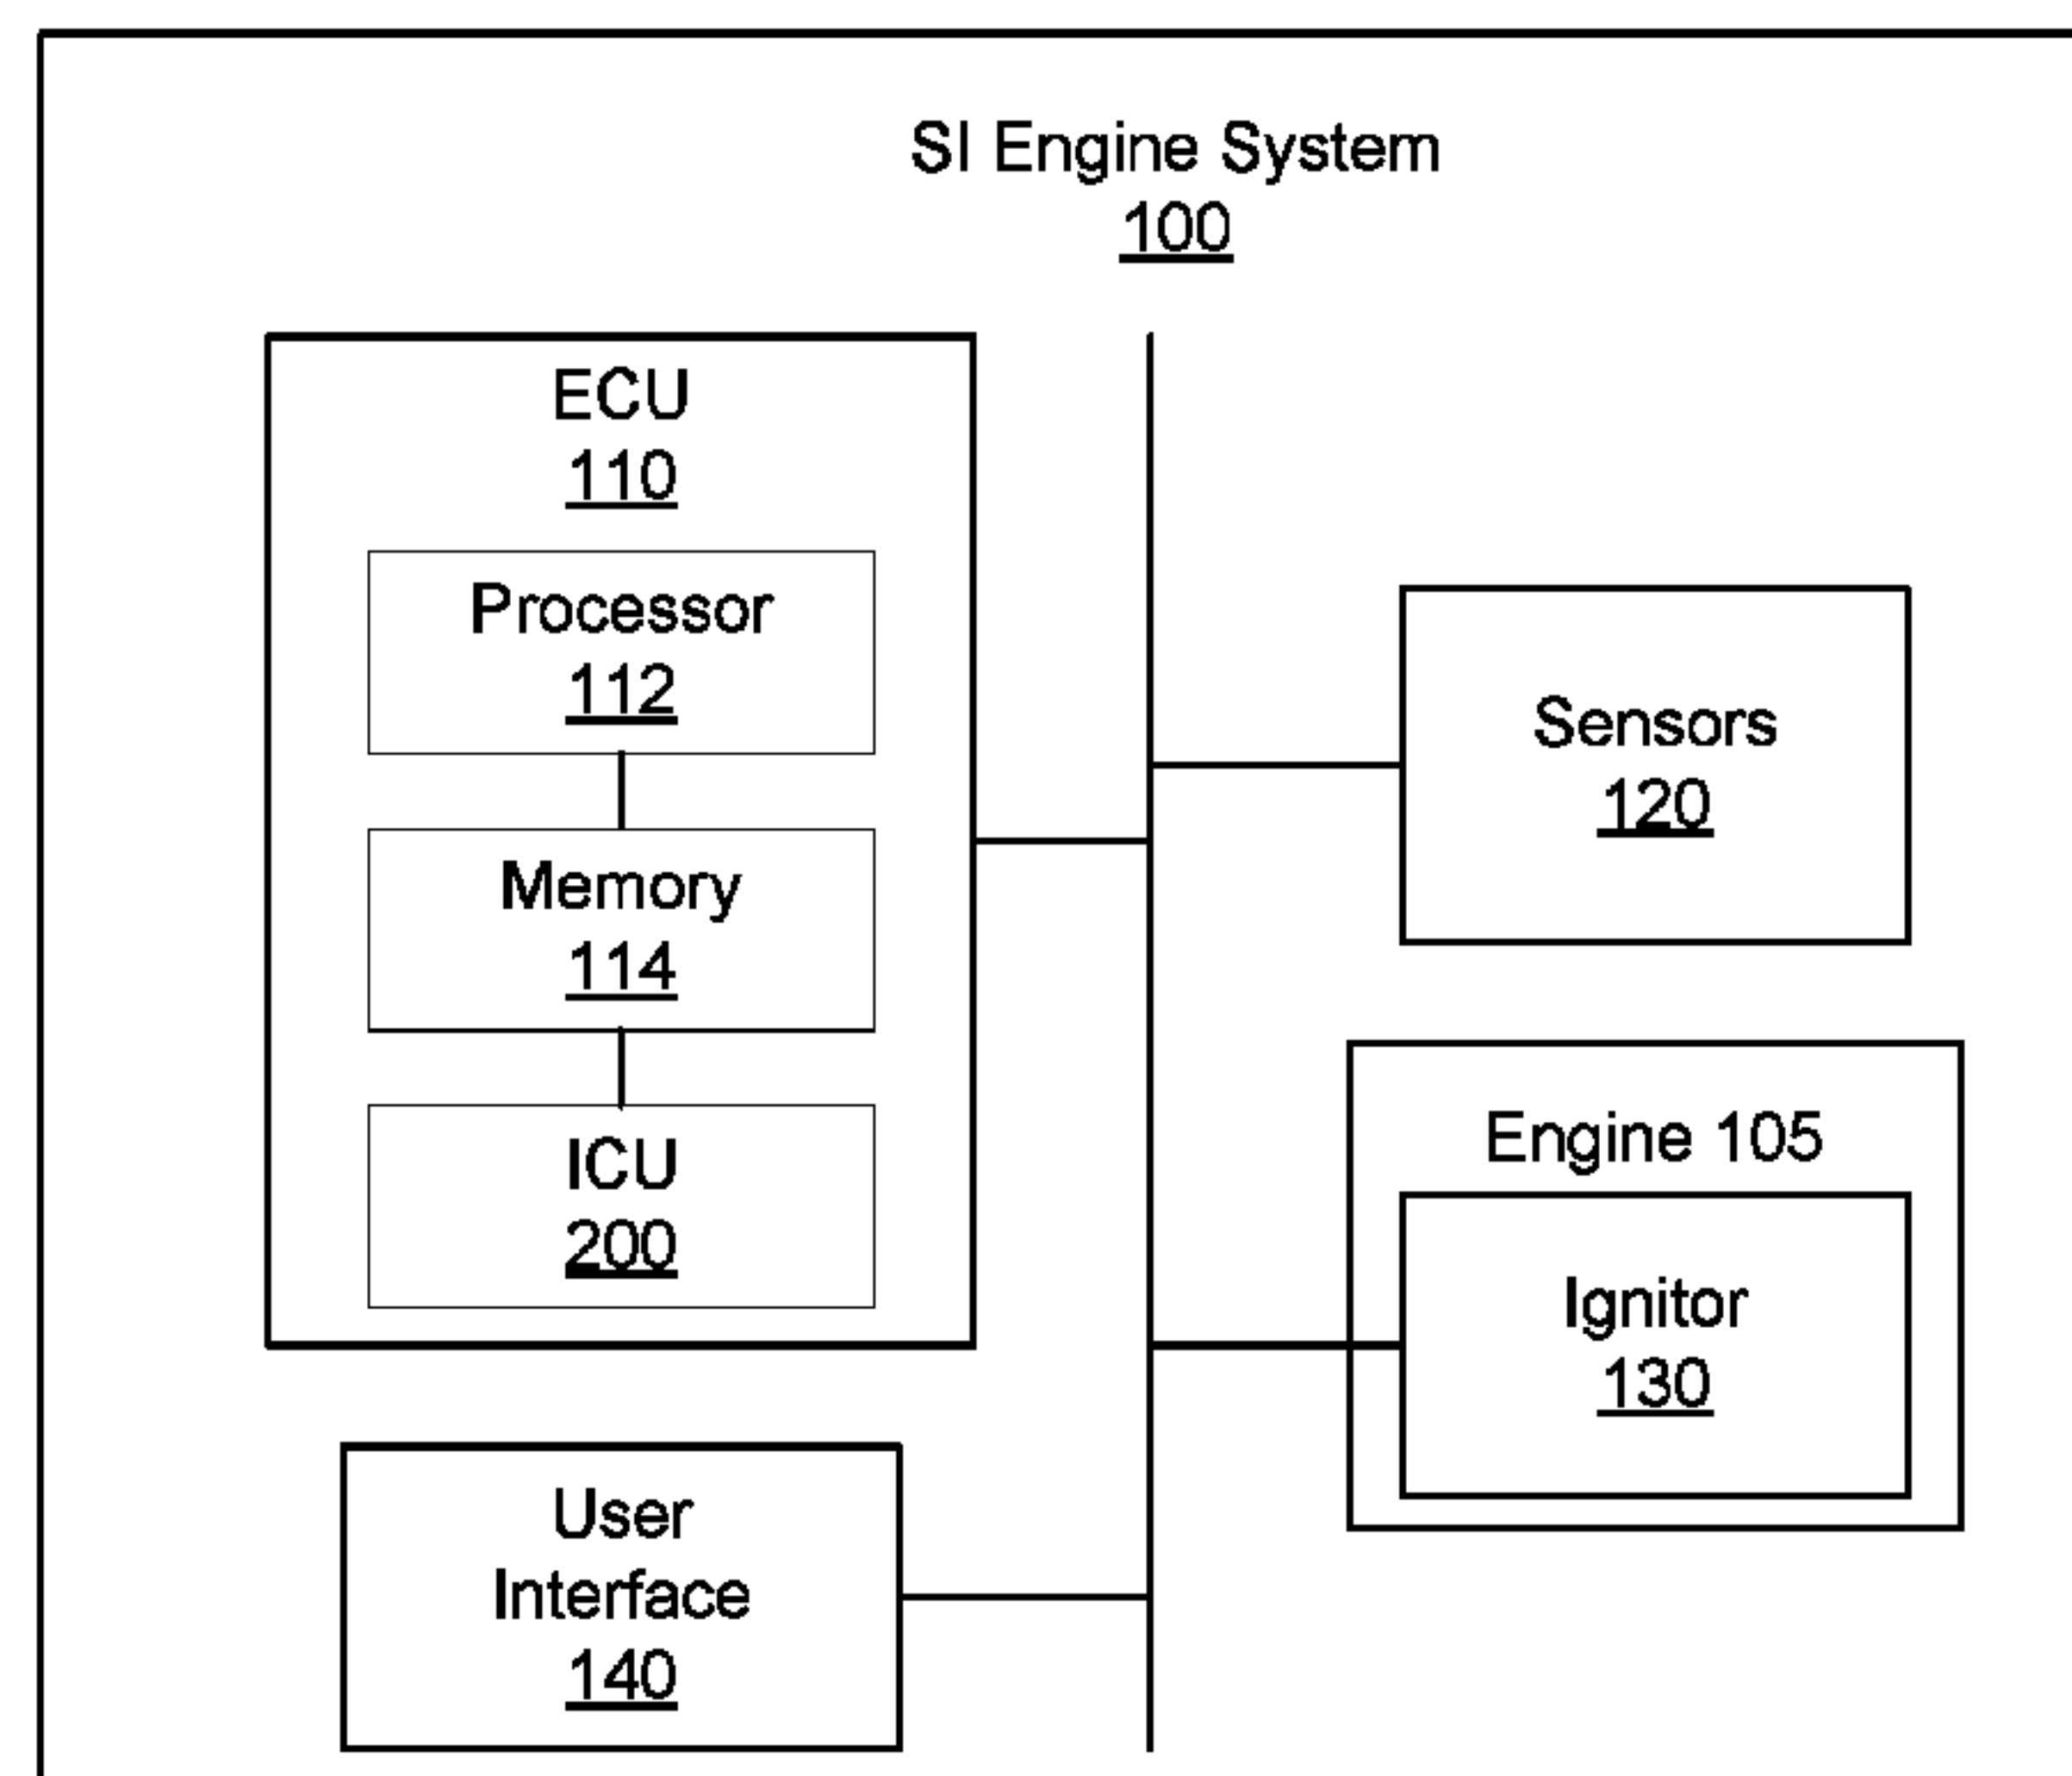 SI Engine System
100
ECU
110
Processor
112
Memory
114
ICU
200
User
Interface
140
Sensors
120
Engine 105
Ignitor
130